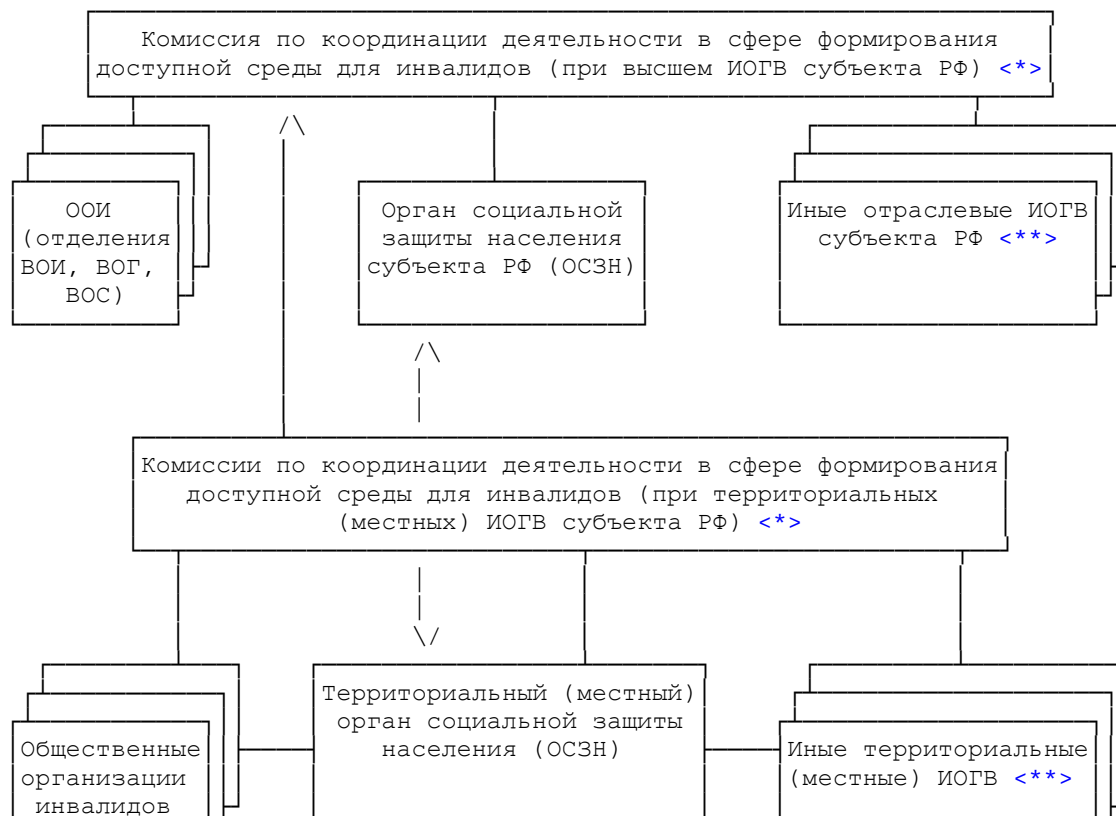 Комиссия по координации деятельности в сфере формирования
доступной среды для инвалидов (при высшем ИОГВ субъекта РФ) <*>
ООИ
(отделения
ВОИ, ВОГ,
ВОС)
Орган социальной
защиты населения
субъекта РФ (ОСЗН)
Иные отраслевые ИОГВ
субъекта РФ <**>
Комиссии по координации деятельности в сфере формирования
доступной среды для инвалидов (при территориальных
(местных) ИОГВ субъекта РФ) <*>
Общественные
организации
инвалидов
Территориальный (местный)
орган социальной защиты
населения (ОСЗН)
Иные территориальные
(местные) ИОГВ <**>